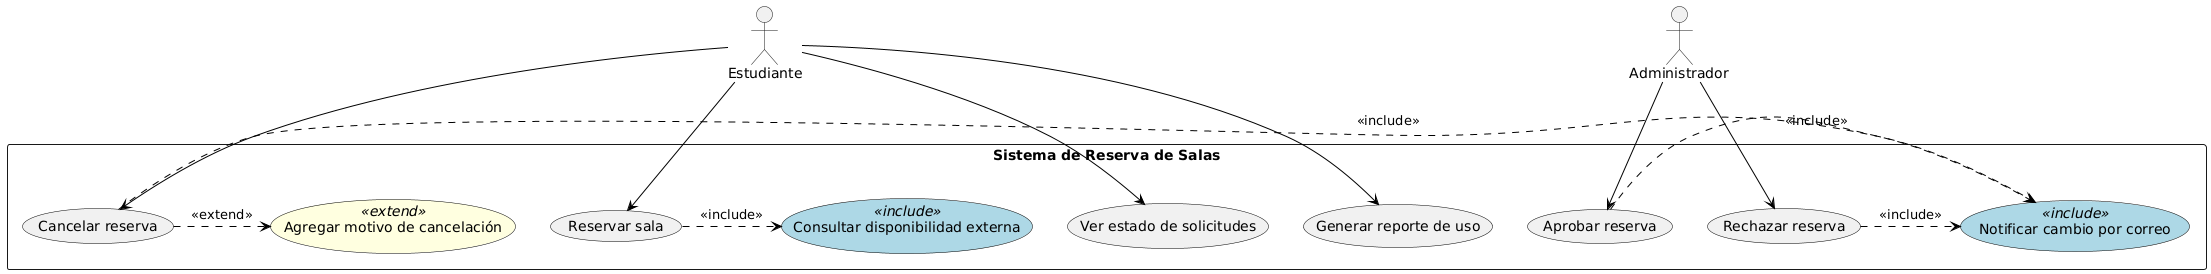 Estudiante
Administrador
«include»
«include»
Sistema de Reserva de Salas
Cancelar reserva
«extend»
«extend»
Agregar motivo de cancelación
Reservar sala
«include»
«include»
Consultar disponibilidad externa
Ver estado de solicitudes
Generar reporte de uso
Aprobar reserva
Rechazar reserva
«include»
«include»
Notificar cambio por correo